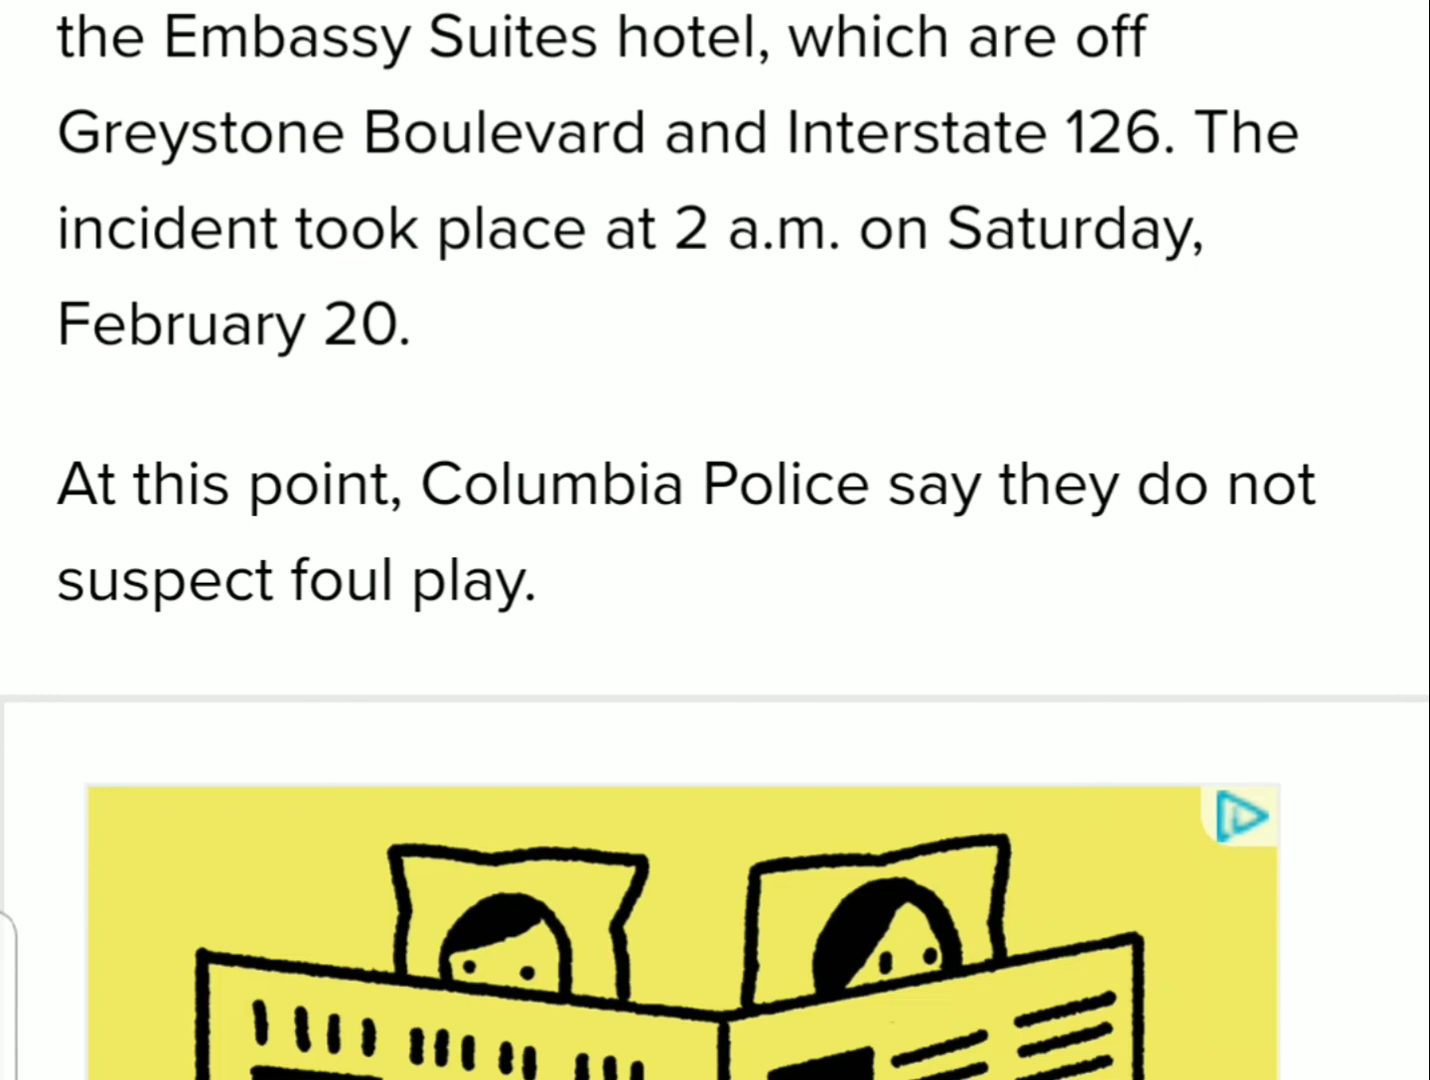 the Embassy Suites hotel, which are off
Greystone Boulevard and Interstate 126. The
incident took place at 2 a.m. on Saturday,
February 20.
At this point, Columbia Police say they do not
suspect foul play.